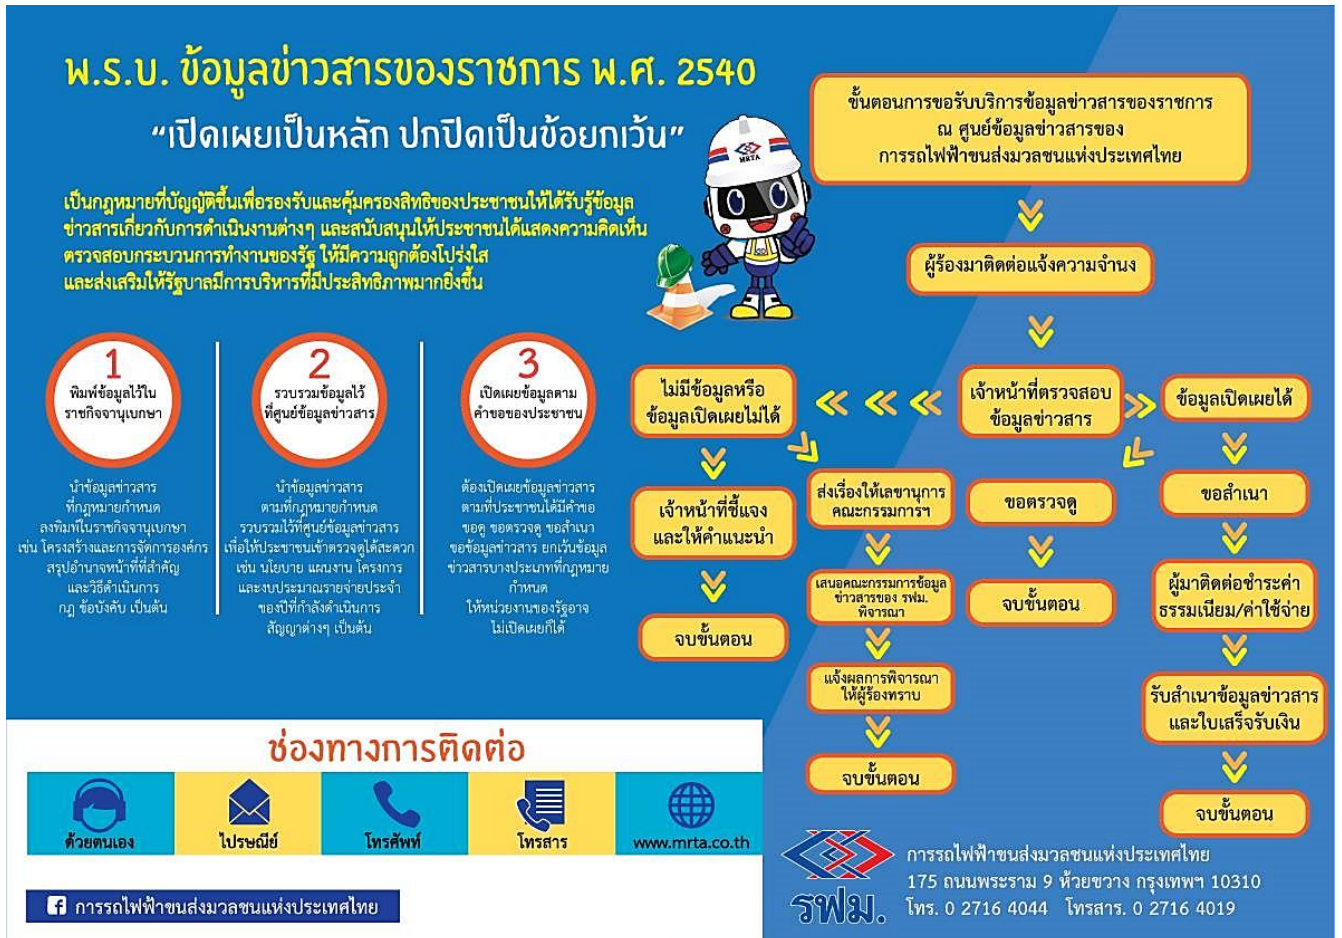 พ.ร.บ. ข้อมูลข่าวสารของราชการ พ.ศ. 2540
“เปิดเผยเป็นหลัก ปกปิดเป็นข้อยกเว้น”
เป็นกฎหมายที่บัญญัติขึ้นเพื่อรองรับและคุ้มครองสิทธิของประชาชนให้ได้รับรู้ข้อมูล
ข่าวสารเกี่ยวกับการดำเนินงานต่างๆ และสนับสนุนให้ประชาชนได้แสดงความคิดเห็น
ตรวจสอบกระบวนการทำงานของรัฐ ให้มีความถูกต้องโปร่งใส
และส่งเสริมให้รัฐบาลมีการบริหารที่มีประสิทธิภาพมากยิ่งขึ้น
MRTA
1
พิมพ์ข้อมูลไว้ใน
ราชกิจจานุเบกษา
นำข้อมูลข่าวสาร
ที่กฎหมายกำหนด
ลงพิมพ์ในราชกิจจานุเบกษา
เช่น โครงสร้างและการจัดการองค์กร
สรุปอำนาจหน้าที่ที่สำคัญ
และวิธีดำเนินการ
กฎ ข้อบังคับ เป็นต้น
2
รวบรวมข้อมูลไว้
ที่ศูนย์ข้อมูลข่าวสาร
นำข้อมูลข่าวสาร
ตามที่กฎหมายกำหนด
รวบรวมไว้ที่ศูนย์ข้อมูลข่าวสาร
เพื่อให้ประชาชนเข้าตรวจดูได้สะดวก
เช่น นโยบาย แผนงาน โครงการ
และงบประมาณรายจ่ายประจำ
ของปีที่กำลังดำเนินการ
สัญญาต่างๆ เป็นต้น
3
เปิดเผยข้อมูลตาม
คำขอของประชาชน
ต้องเปิดเผยข้อมูลข่าวสาร
ตามที่ประชาชนได้มีคำขอ
ขอดู ขอตรวจดู ขอสำเนา
ขอข้อมูลข่าวสาร ยกเว้นข้อมูล
ข่าวสารบางประเภทที่กฎหมาย
กำหนด
ให้หน่วยงานของรัฐอาจ
ไม่เปิดเผยก็ได้
ขั้นตอนการขอรับบริการข้อมูลข่าวสารของราชการ
ณ ศูนย์ข้อมูลข่าวสารของ
การรถไฟฟ้าขนส่งมวลชนแห่งประเทศไทย
ผู้ร้องมาติดต่อแจ้งความจำนง
เจ้าหน้าที่ตรวจสอบ
ข้อมูลข่าวสาร
ไม่มีข้อมูลหรือ
ข้อมูลเปิดเผยไม่ได้
เจ้าหน้าที่ชี้แจง
และให้คำแนะนำ
จบขั้นตอน
ส่งเรื่องให้เลขานุการ
คณะกรรมการฯ
เสนอคณะกรรมการข้อมูล
ข่าวสารของ รฟม.
พิจารณา
แจ้งผลการพิจารณา
ให้ผู้ร้องทราบ
จบขั้นตอน
ขอตรวจดู
จบขั้นตอน
ข้อมูลเปิดเผยได้
ขอสำเนา
ผู้มาติดต่อชำระค่า
ธรรมเนียม/ค่าใช้จ่าย
รับสำเนาข้อมูลข่าวสาร
และใบเสร็จรับเงิน
จบขั้นตอน
ช่องทางการติดต่อ
ด้วยตนเอง
ไปรษณีย์
โทรศัพท์
โทรสาร
www.mrta.co.th
การรถไฟฟ้าขนส่งมวลชนแห่งประเทศไทย
รฟม.
การรถไฟฟ้าขนส่งมวลชนแห่งประเทศไทย
175 ถนนพระราม 9 ห้วยขวาง กรุงเทพฯ 10310
โทร. 0 2716 4044 โทรสาร. 0 2716 4019